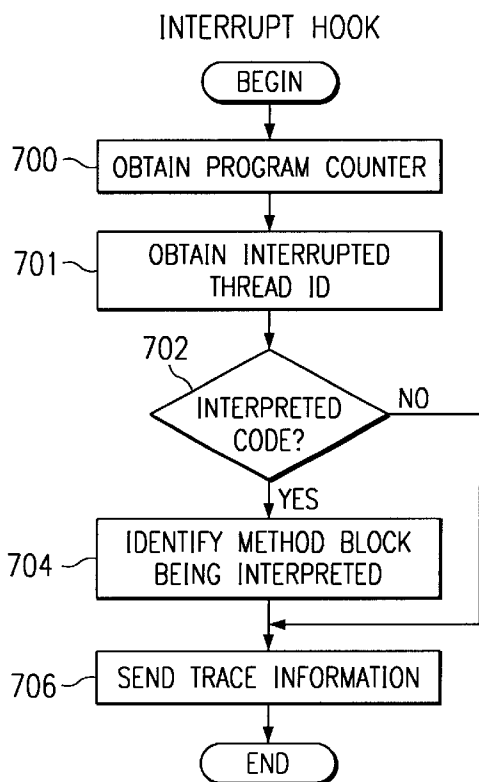 INTERRUPT HOOK
BEGIN
700
OBTAIN PROGRAM COUNTER
701
OBTAIN INTERRUPTED
THREAD ID
702
INTERPRETED
CODE?
NO
YES
704
IDENTIFY METHOD BLOCK
BEING INTERPRETED
706
SEND TRACE INFORMATION
END